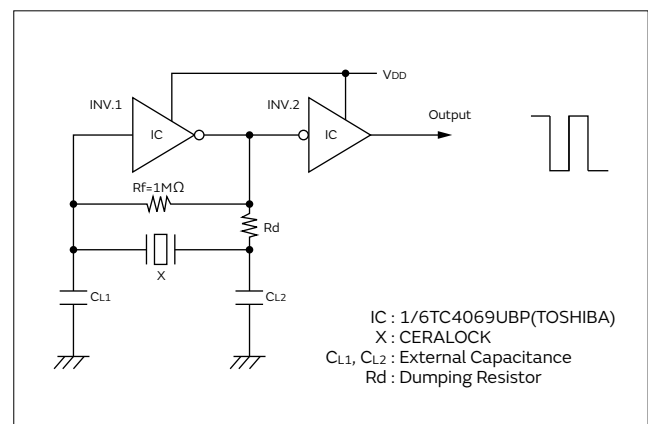 VDD
INV.1
INV.2
IC
IC
Output
Rf=1MΩ
Rd
X
CL1
CL2
IC : 1/6TC4069UBP(TOSHIBA)
X : CERALOCK
CL1, CL2 : External Capacitance
Rd : Dumping Resistor